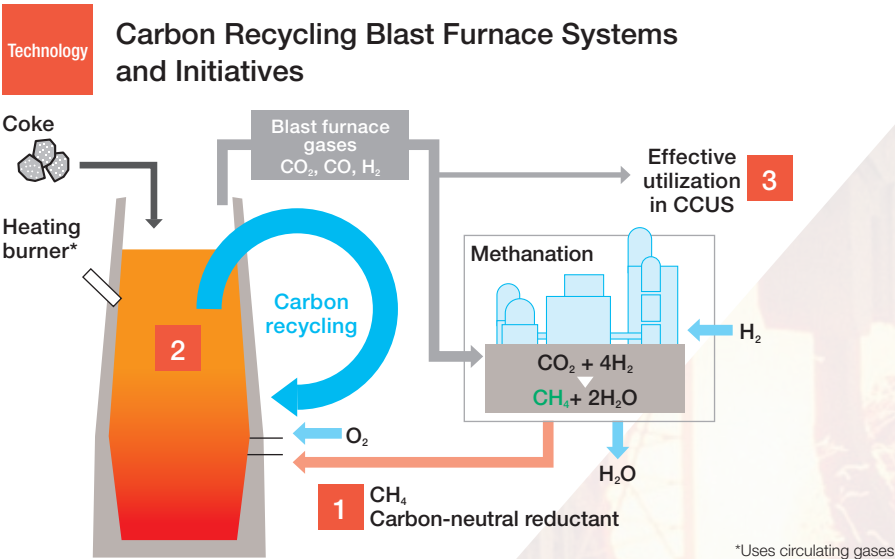 Technology
Carbon Recycling Blast Furnace Systems
and Initiatives
Coke
Blast furnace
gases
CO₂, CO, H₂
Effective
utilization
in CCUS
3
Heating
burner*
Methanation
Carbon
recycling
2
H₂
CO₂ + 4H₂
CH₄+ 2H₂O
O₂
H₂O
1
CH₄
Carbon-neutral reductant
*Uses circulating gases